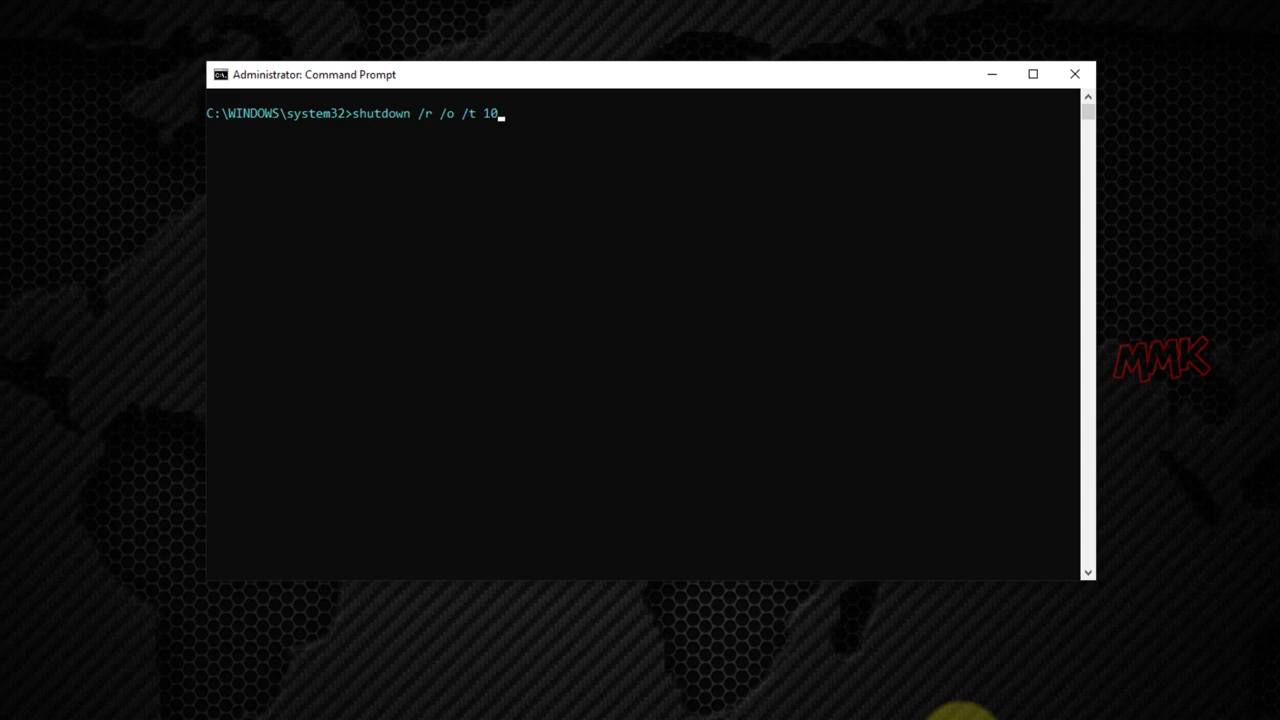 Administrator: Command Prompt
C:\WINDOWS\system32>shutdown /r /o /t 10
MMK